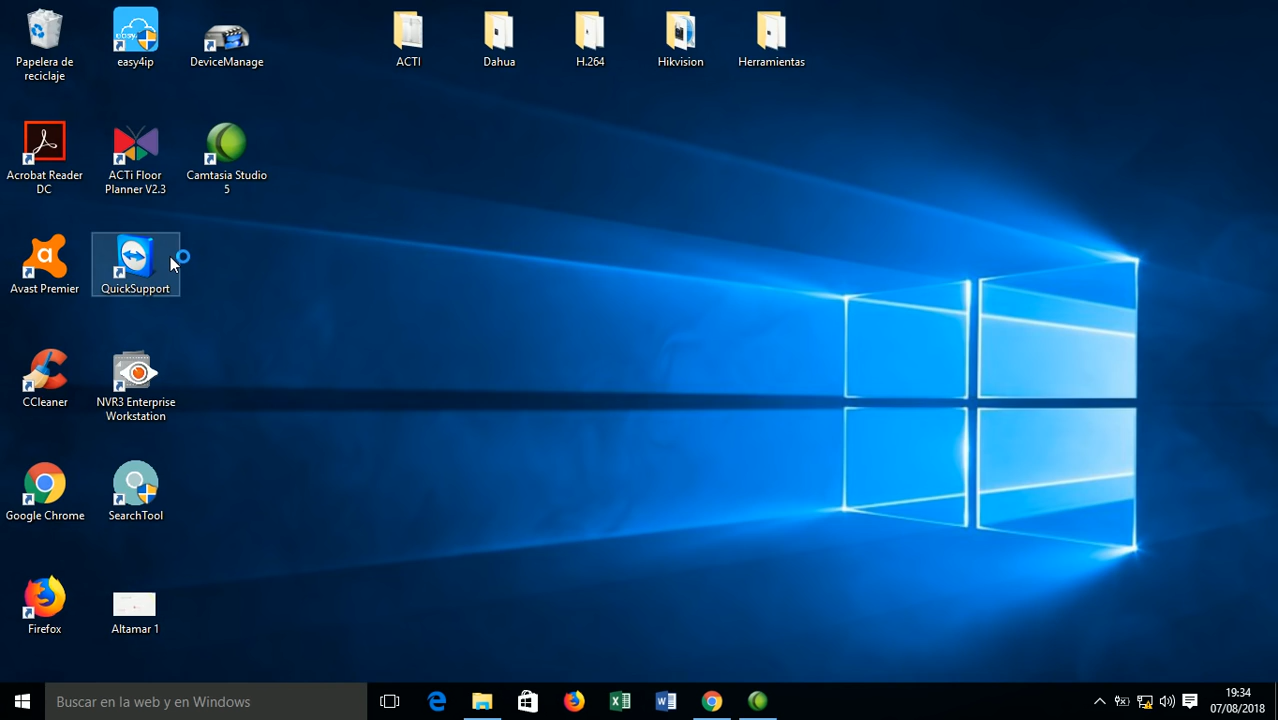 Papelera de
reciclaje
easy4ip
DeviceManage
ACTI
Dahua
H.264
Hikvision
Herramientas
Acrobat Reader
DC
ACTi Floor
Planner V2.3
Camtasia Studio
5
Avast Premier
QuickSupport
CCleaner
NVR3 Enterprise
Workstation
Google Chrome
SearchTool
Firefox
Altamar 1
Buscar en la web y en Windows
19:34
07/08/2018